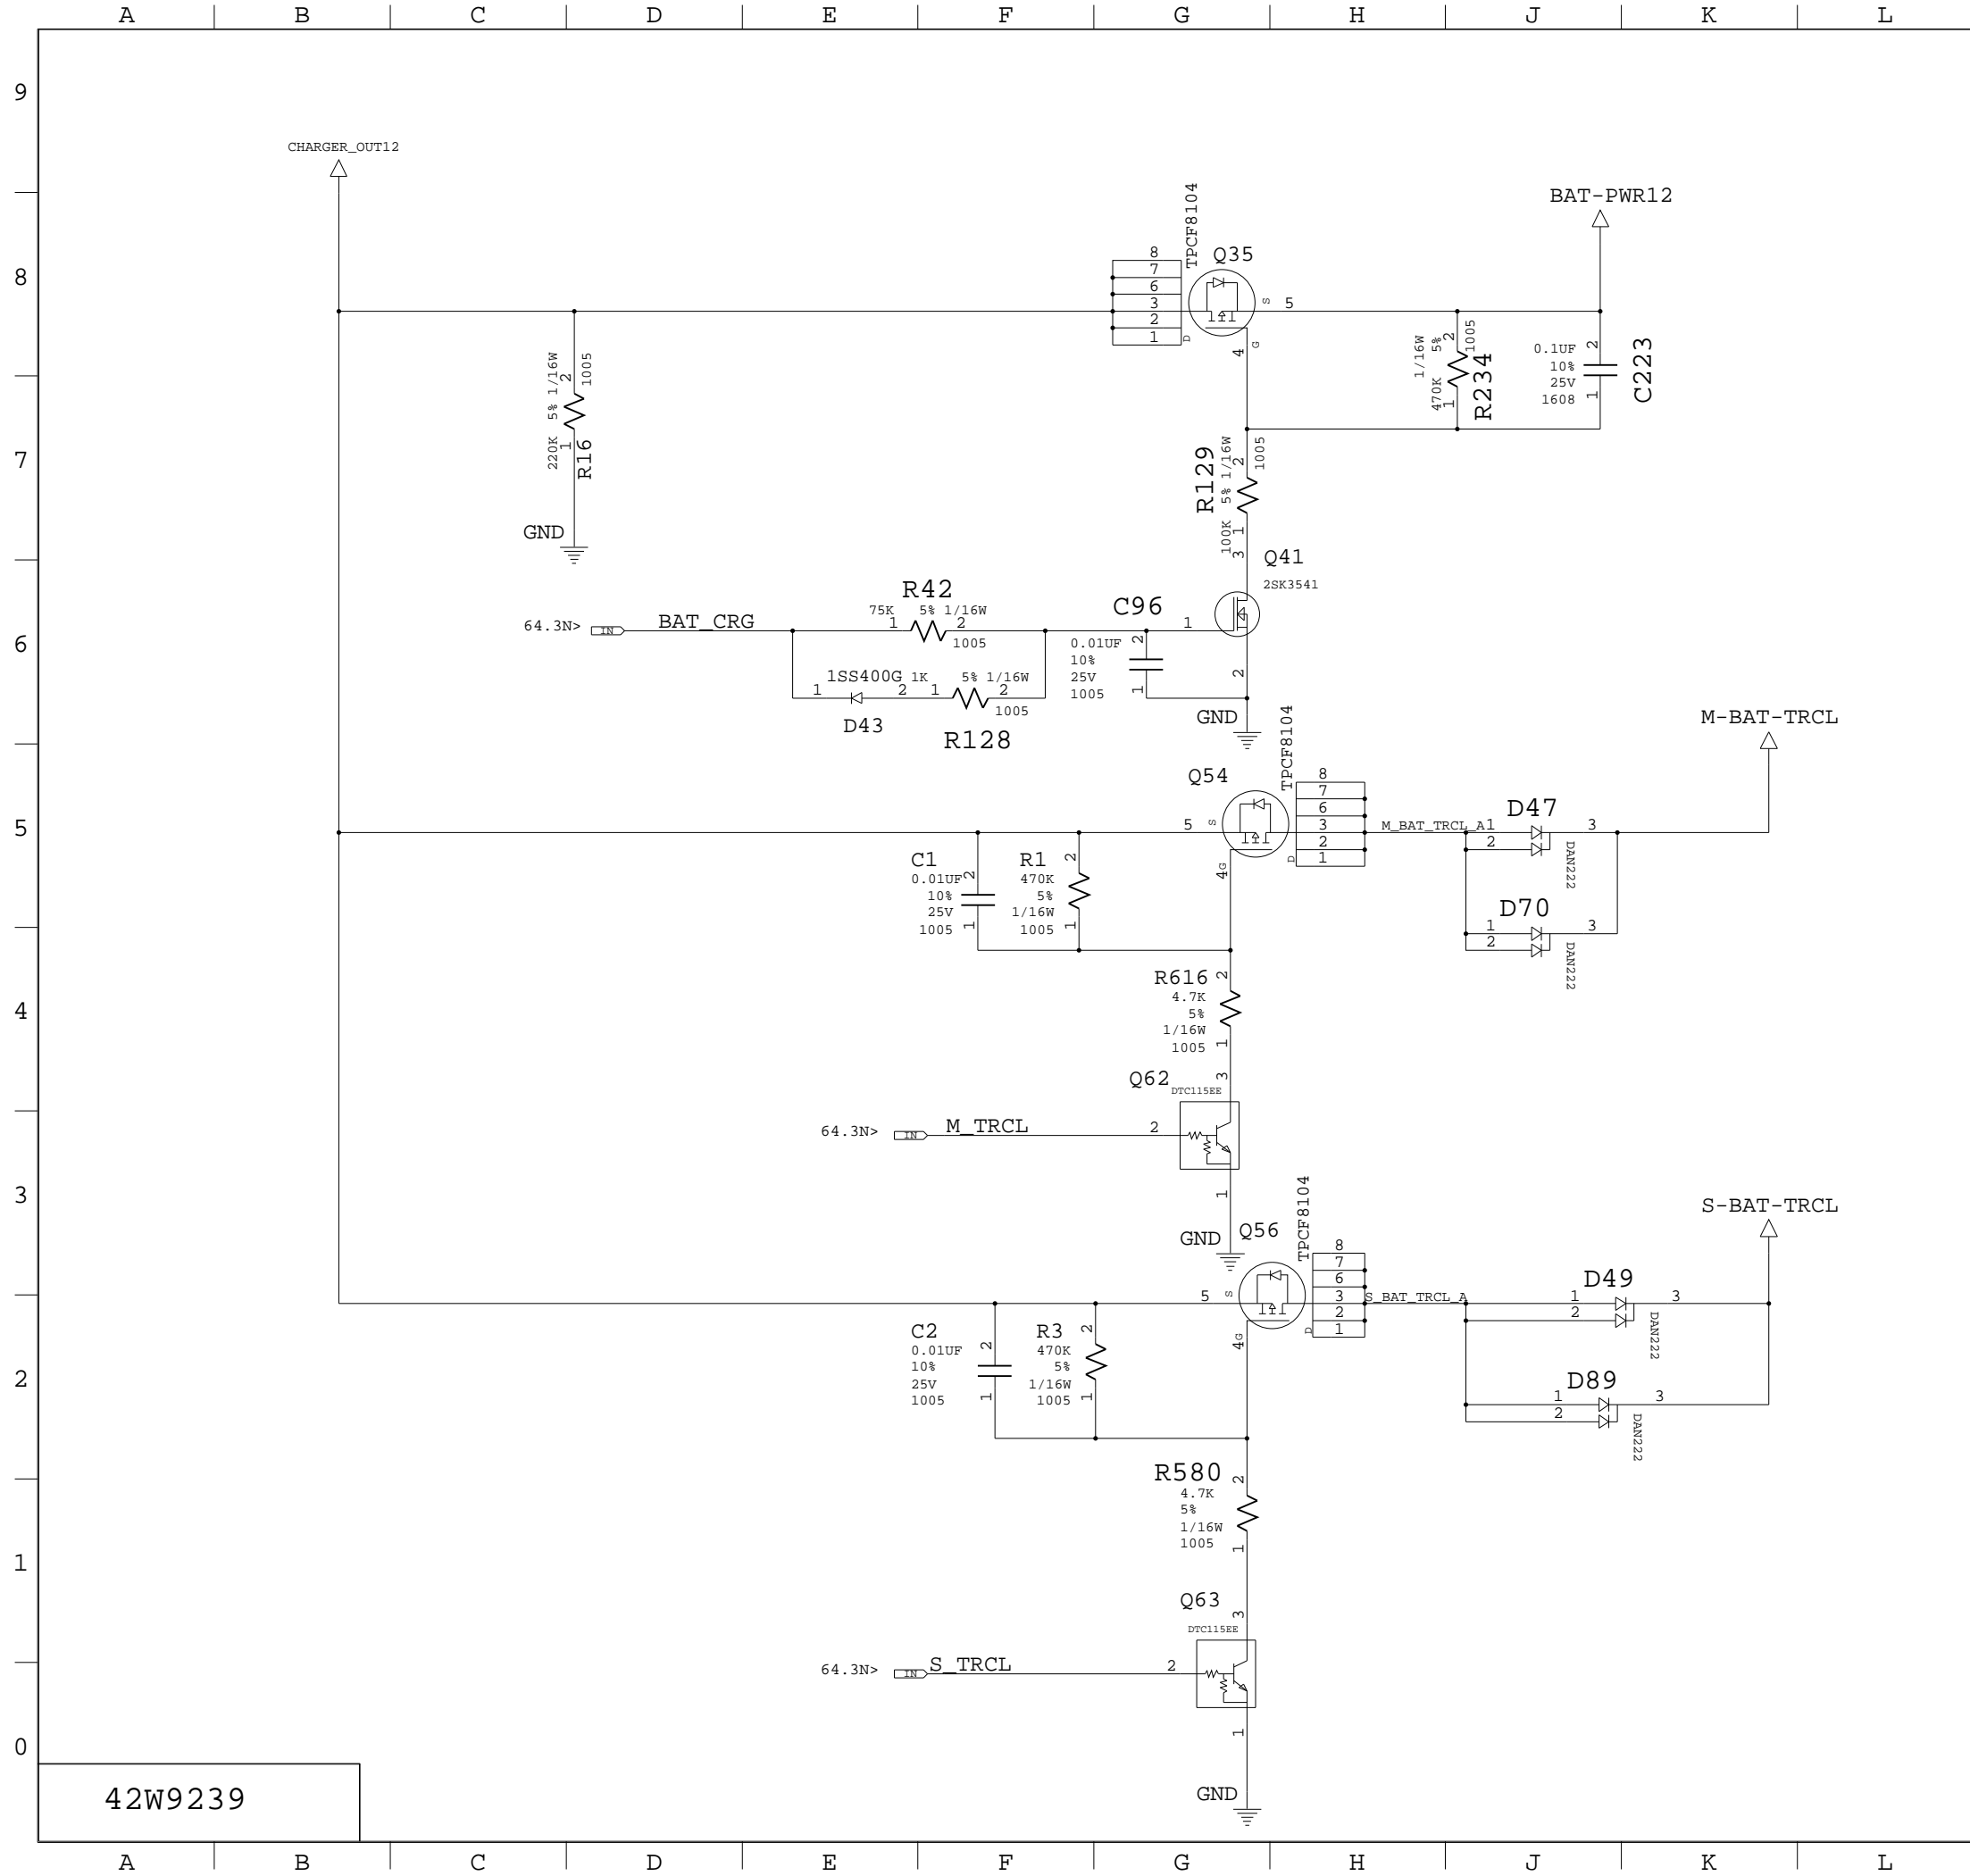 A B C D E F G H J K L
9
CHARGER_OUT12
BAT-PWR12
TPCF8104
Q35
8
8
7
6
3
2
1
D
S
5
G
4
1/16W
5%
2
1005
470K
1
R234
0.1UF
10%
25V
1608
2
1
C223
220K
5% 1/16W
2
1005
1
R16
GND
7
R129
100K
5% 1/16W
2
1005
1
3
Q41
2SK3541
6
64.3N>
IN
BAT_CRG
R42
75K
5% 1/16W
1
2
1005
C96
0.01UF
10%
25V
1005
2
1
1
2
GND
1SS400G
1K
5% 1/16W
1
2
1
2
1005
D43
R128
M-BAT-TRCL
5
Q54
TPCF8104
5
S
8
7
6
3
2
1
D
4
G
M_BAT_TRCL_A
D47
1
2
3
DAN222
C1
0.01UF
10%
25V
1005
2
1
R1
470K
5%
1/16W
1005
2
1
D70
1
2
3
DAN222
4
R616
4.7K
5%
1/16W
1005
2
1
Q62
DTC115EE
3
64.3N>
IN
M_TRCL
2
1
GND
3
S-BAT-TRCL
Q56
TPCF8104
5
S
8
7
6
3
2
1
D
4
G
S_BAT_TRCL_A
D49
1
2
3
DAN222
2
C2
0.01UF
10%
25V
1005
2
1
R3
470K
5%
1/16W
1005
2
1
D89
1
2
3
DAN222
R580
4.7K
5%
1/16W
1005
2
1
1
Q63
DTC115EE
3
64.3N>
IN
S_TRCL
2
1
GND
0
42W9239
A B C D E F G H J K L